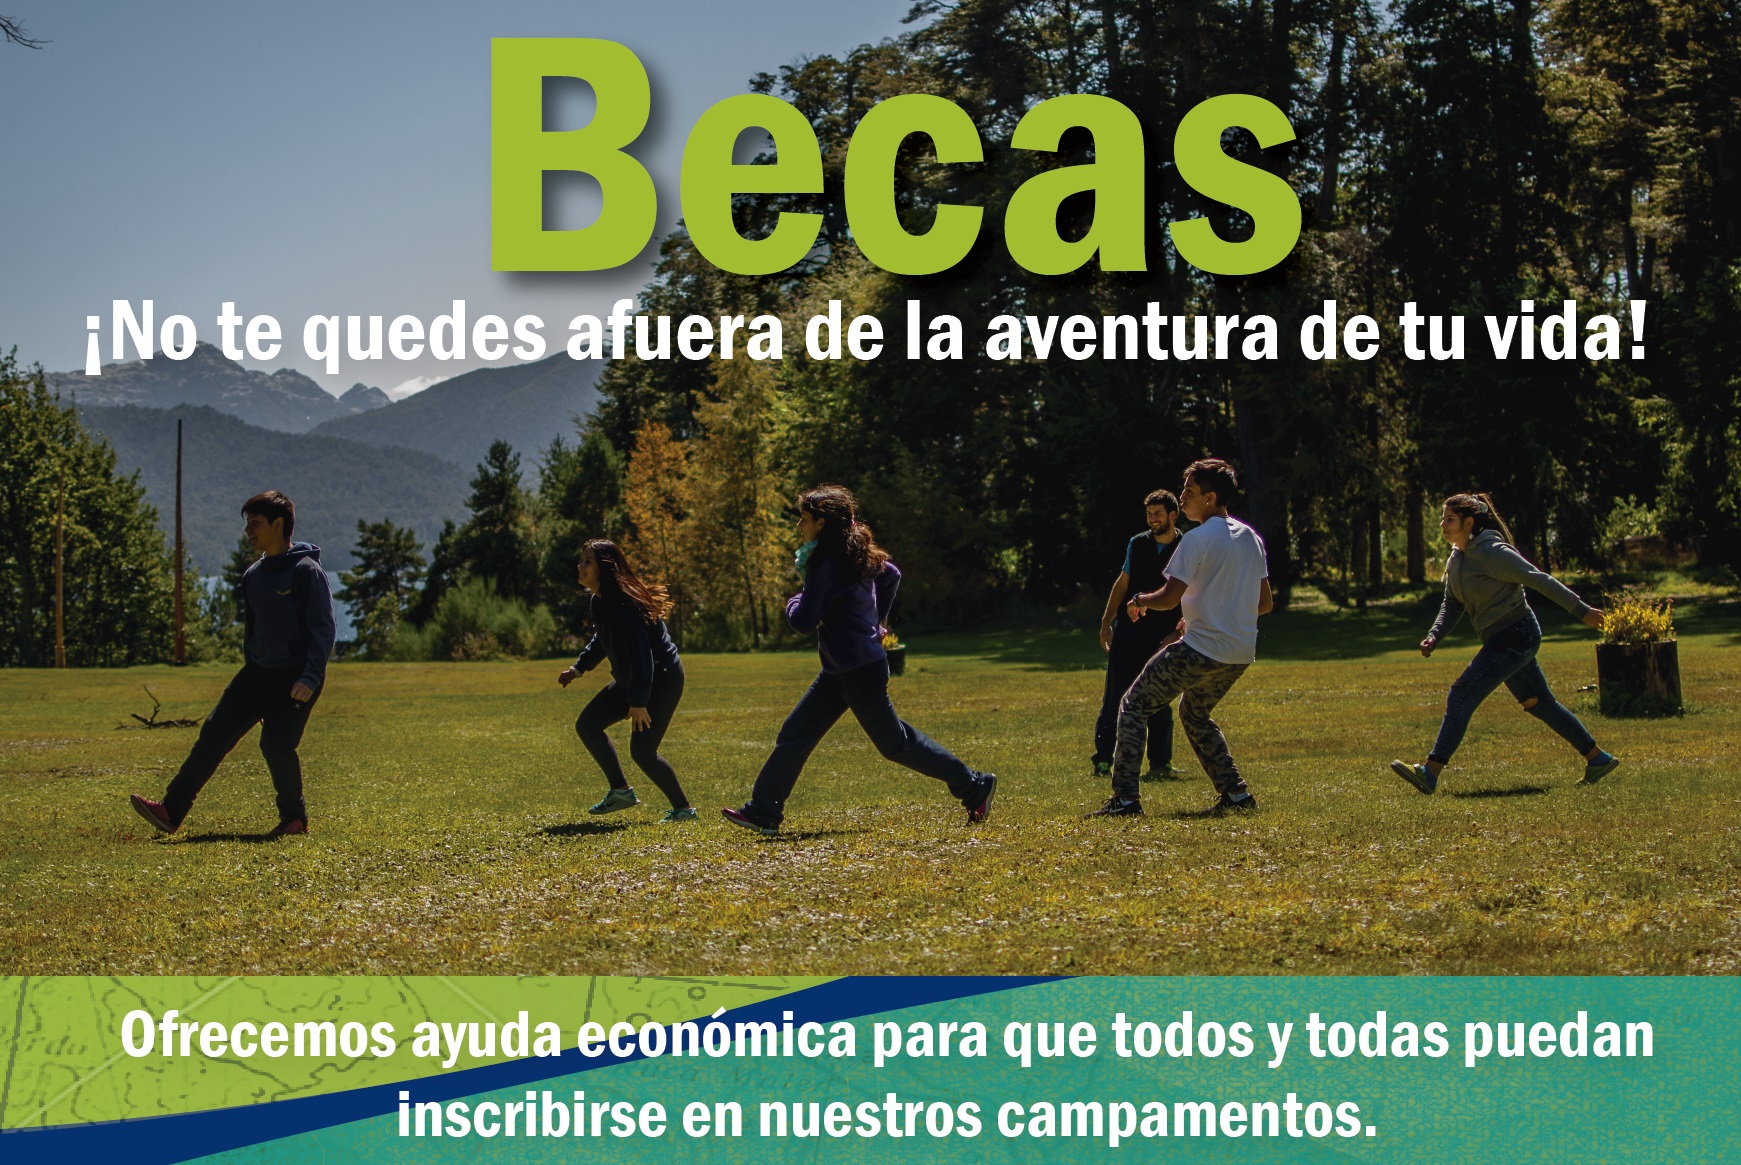 Becas
¡No te quedes afuera de la aventura de tu vida!
Ofrecemos ayuda económica para que todos y todas puedan
inscribirse en nuestros campamentos.